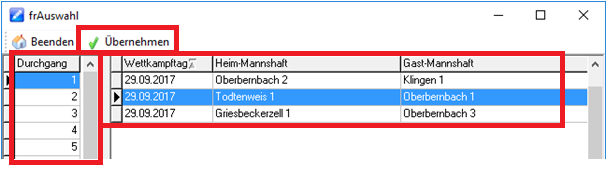 frAuswahl
Beenden Übernehmen
Durchgang Wettkampftag Heim-Mannshaft Gast-Mannschaft
1 29.09.2017 Oberbernbach 2 Klingen 1
2 29.09.2017 Todtenweis 1 Oberbernbach 1
3 29.09.2017 Griesbeckerzell 1 Oberbernbach 3
4
5